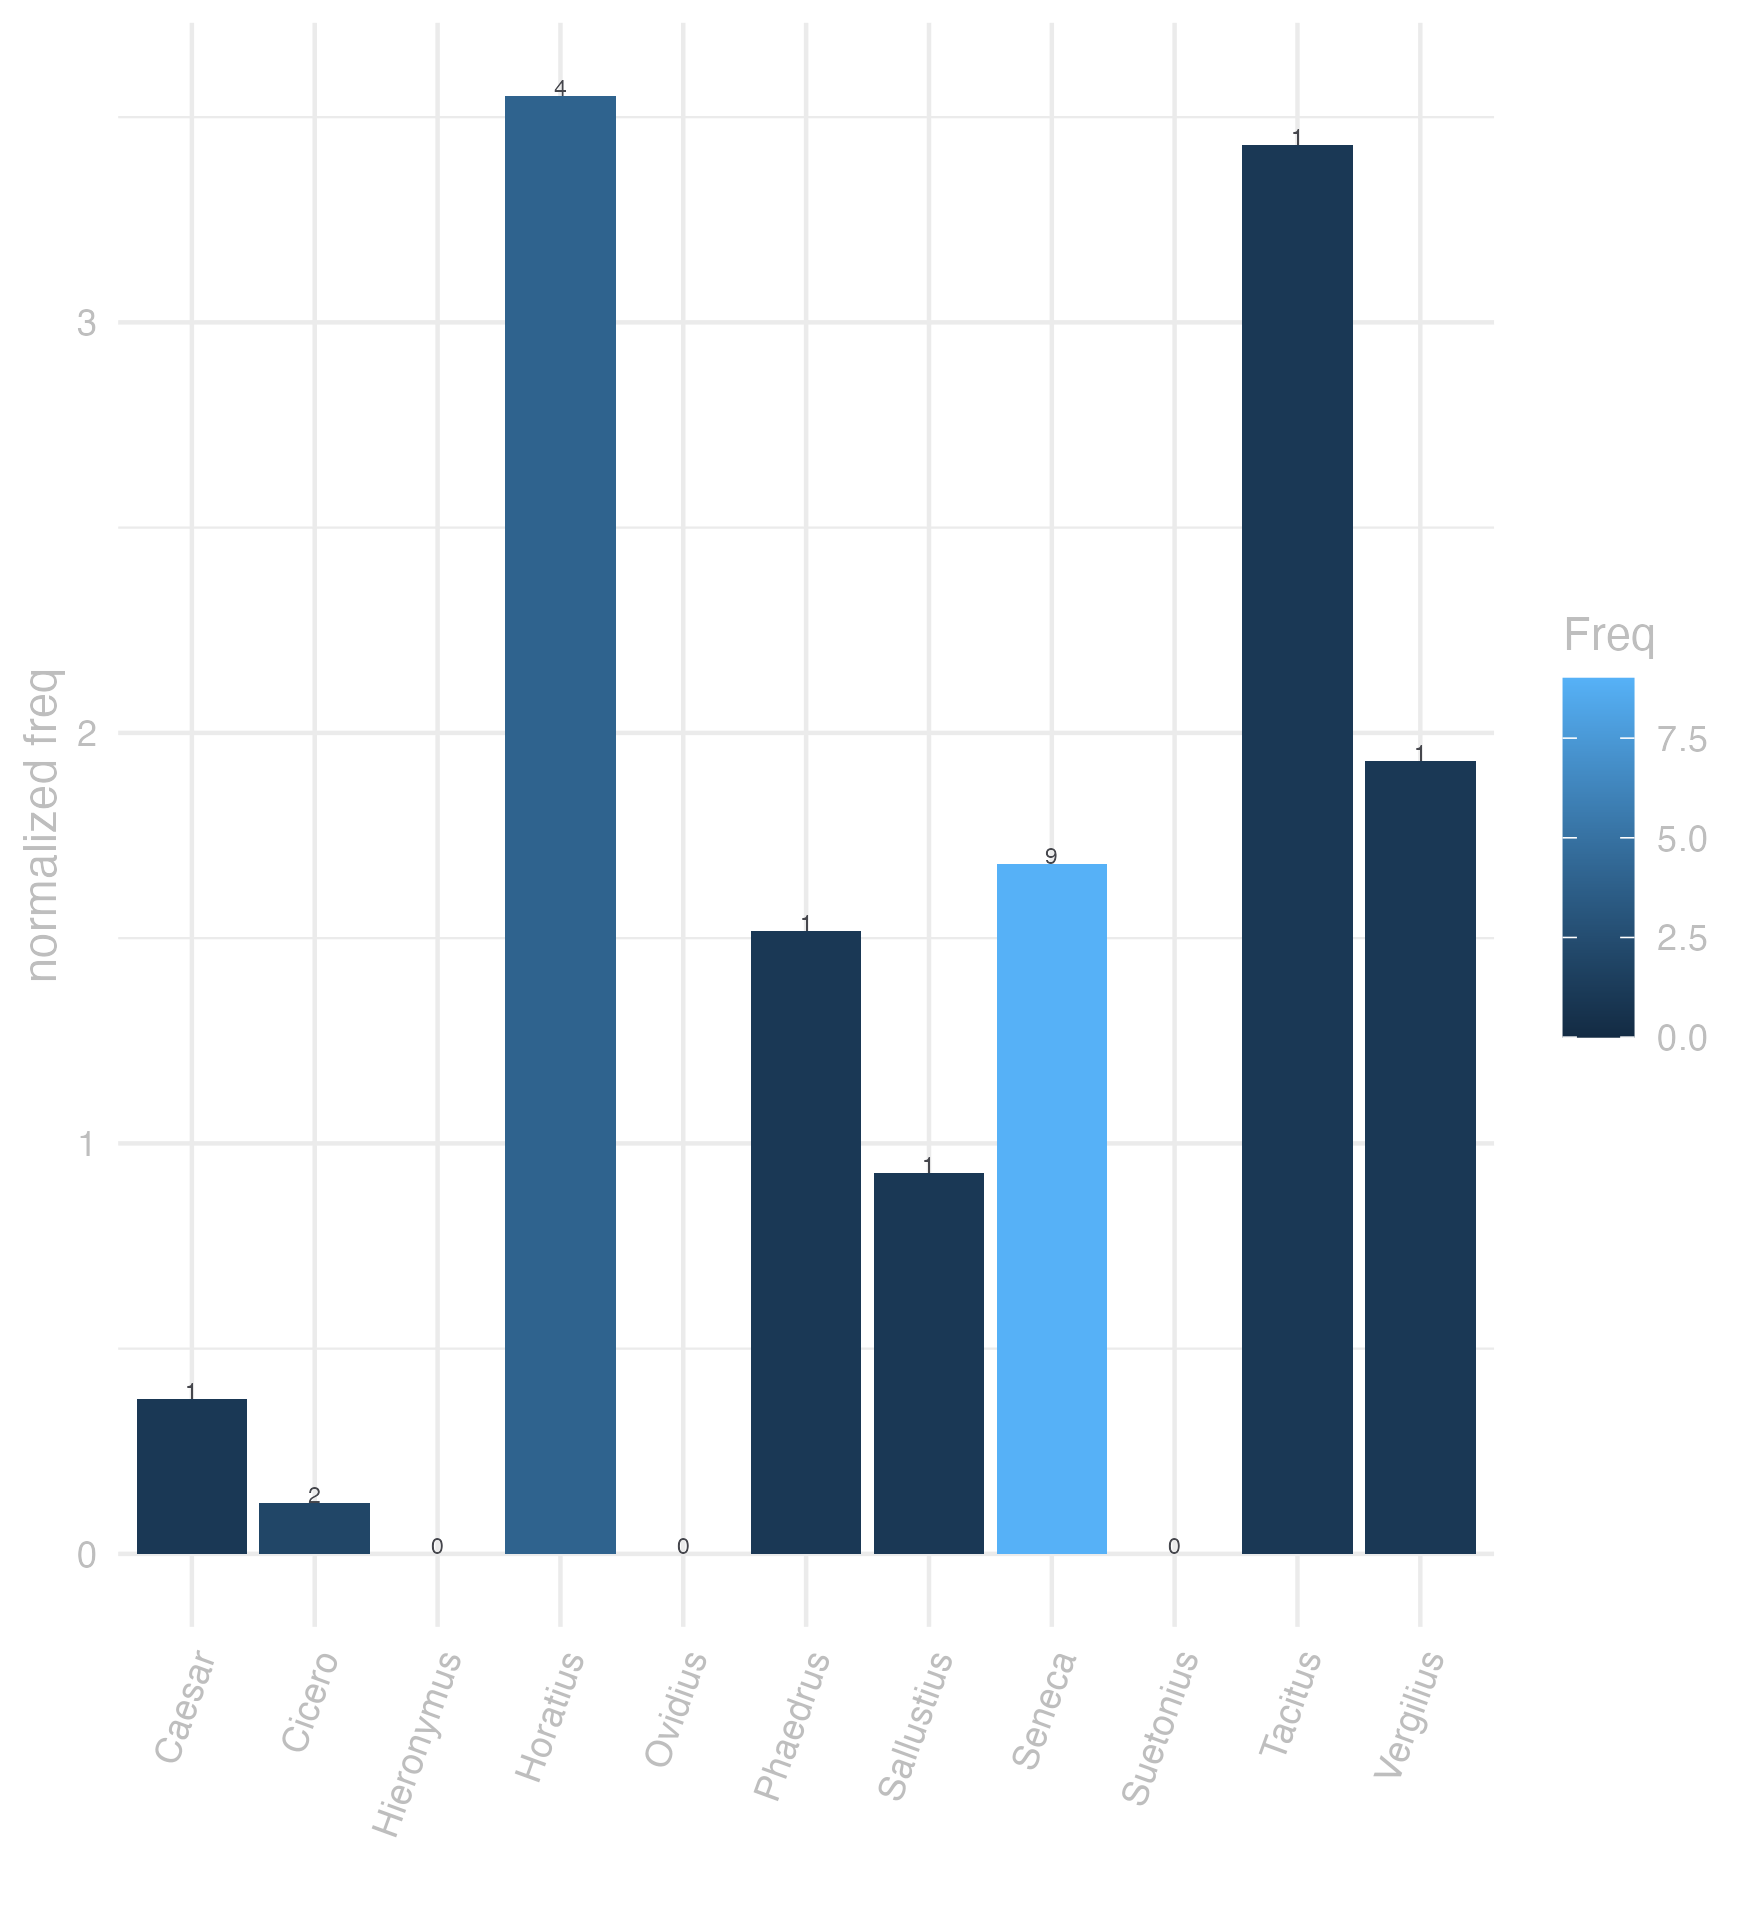 normalized freq
3
2
1
0
1
2
0
4
0
1
1
9
0
1
1
Caesar
Cicero
Hieronymus
Horatius
Ovidius
Phaedrus
Sallustius
Seneca
Suetonius
Tacitus
Vergilius
Freq
7.5
5.0
2.5
0.0